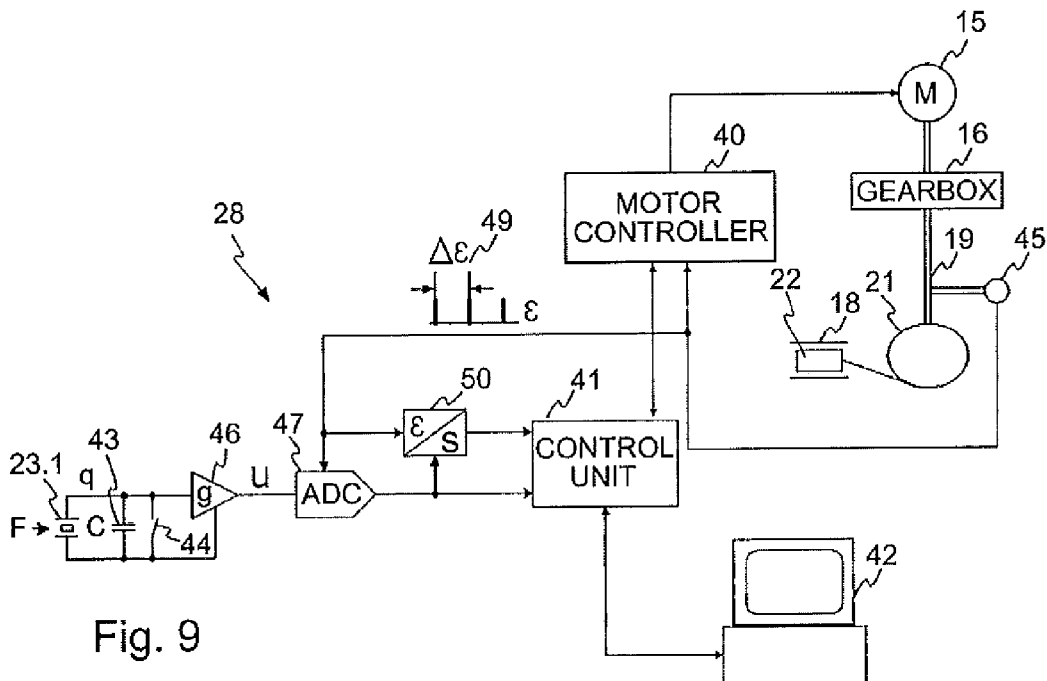 15
M
16
GEARBOX
40
MOTOR
CONTROLLER
49
Δε
ε
28
19
45
22
18
21
50
ε
S
41
CONTROL
UNIT
47
ADC
46
g
u
43
23.1
q
F
C
44
42
Fig. 9